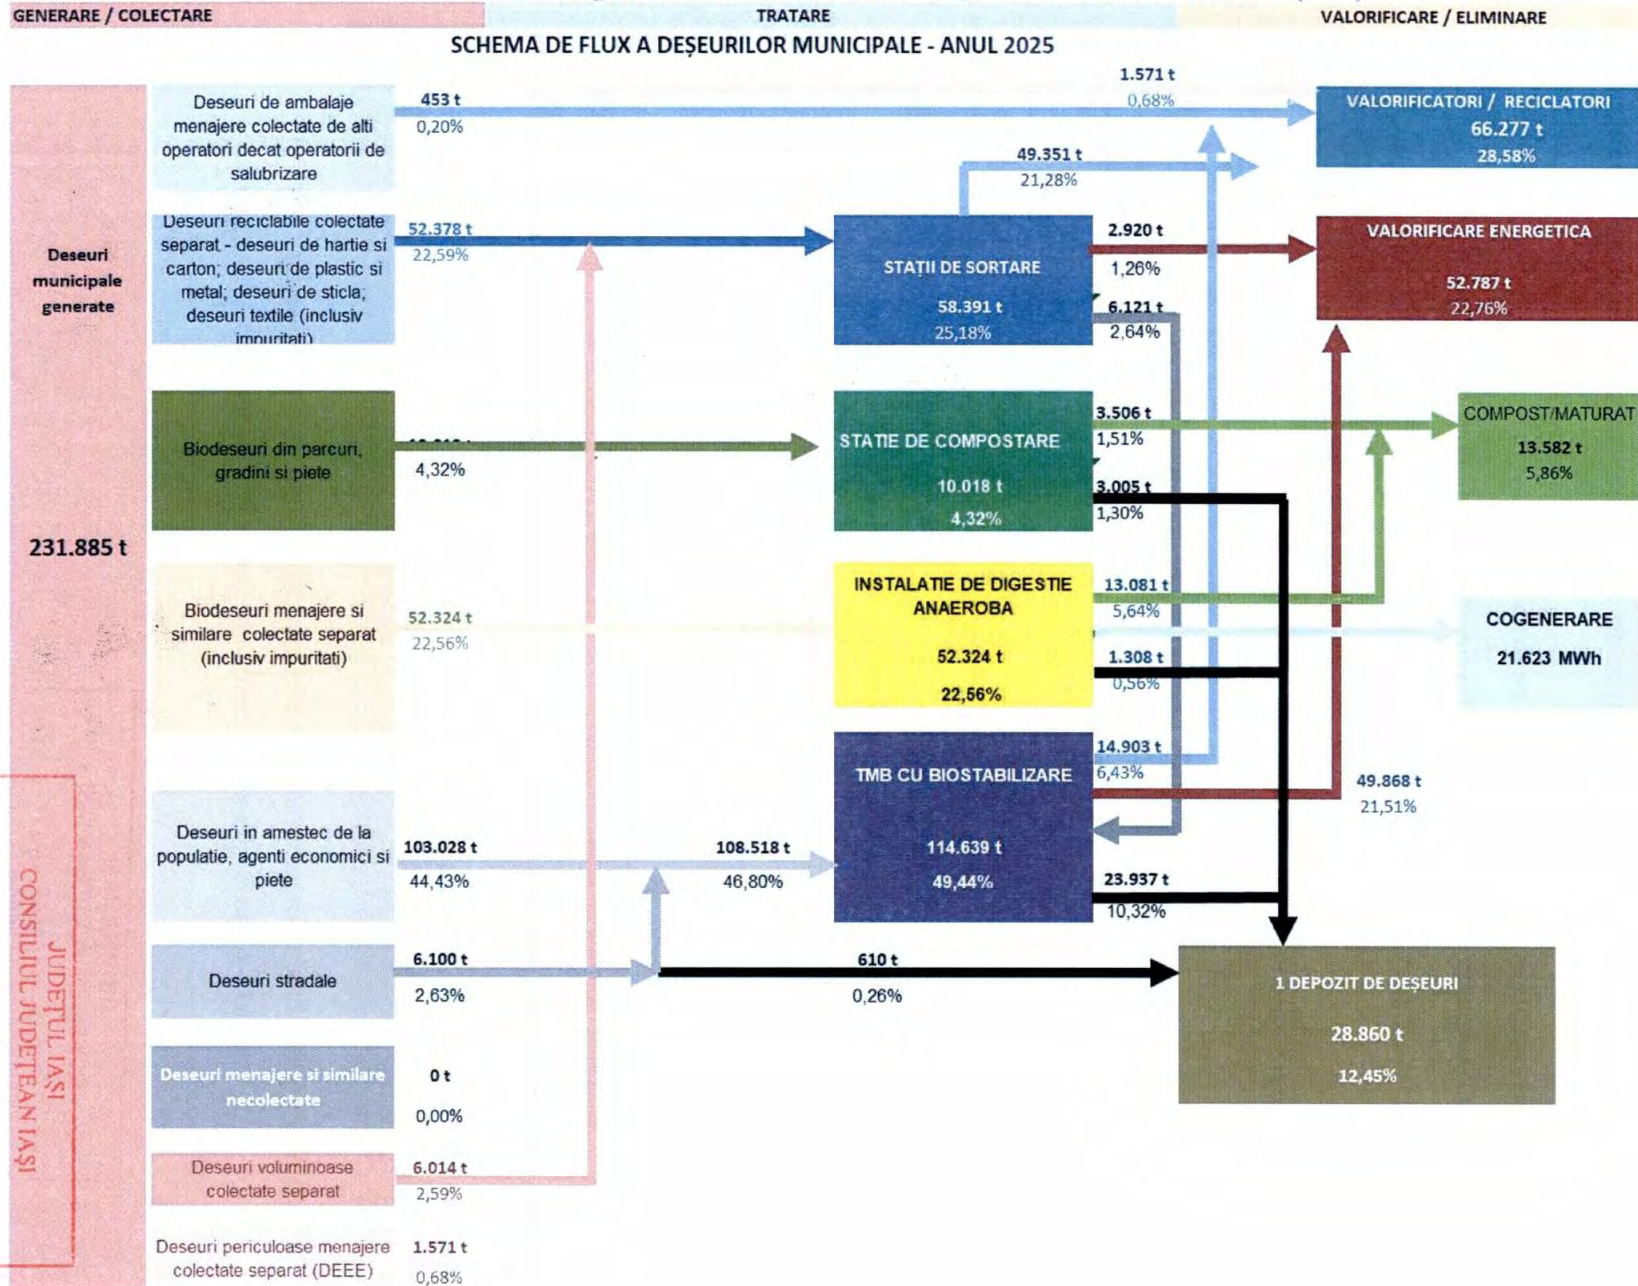 GENERARE / COLECTARE
TRATARE
VALORIFICARE / ELIMINARE
SCHEMA DE FLUX A DEȘEURILOR MUNICIPALE - ANUL 2025
Deseuri
municipale
generate
231.885 t
Deseuri de ambalaje
menajere colectate de alti
operatori decat operatorii de
salubrizare
453 t
0,20%
1.571 t
0,68%
VALORIFICATORI / RECICLATORI
66.277 t
28,58%
49.351 t
21,28%
Deseuri reciclabile colectate
separat - deseuri de hartie si
carton; deseuri de plastic si
metal; deseuri de sticla;
deseuri textile (inclusiv
impuritati)
52.378 t
22,59%
STAȚII DE SORTARE
58.391 t
25,18%
2.920 t
1,26%
6.121 t
2,64%
VALORIFICARE ENERGETICA
52.787 t
22,76%
Biodeseuri din parcuri,
gradini si piete
4,32%
STATIE DE COMPOSTARE
10.018 t
4,32%
3.506 t
1,51%
3.005 t
1,30%
COMPOST/MATURAT
13.582 t
5,86%
Biodeseuri menajere si
similare colectate separat
(inclusiv impuritati)
52.324 t
22,56%
INSTALATIE DE DIGESTIE
ANAEROBA
52.324 t
22,56%
13.081 t
5,64%
1.308 t
0,56%
COGENERARE
21.623 MWh
Deseuri in amestec de la
populatie, agenti economici si
piete
103.028 t
44,43%
108.518 t
46,80%
TMB CU BIOSTABILIZARE
114.639 t
49,44%
14.903 t
6,43%
49.868 t
21,51%
23.937 t
10,32%
Deseuri stradale
6.100 t
2,63%
610 t
0,26%
1 DEPOZIT DE DEȘEURI
28.860 t
12,45%
Deseuri menajere si similare
necolectate
0 t
0,00%
Deseuri voluminoase
colectate separat
6.014 t
2,59%
Deseuri periculoase menajere
colectate separat (DEEE)
1.571 t
0,68%
JUDEȚUL IAȘI
CONSILIUL JUDEȚEAN IAȘI